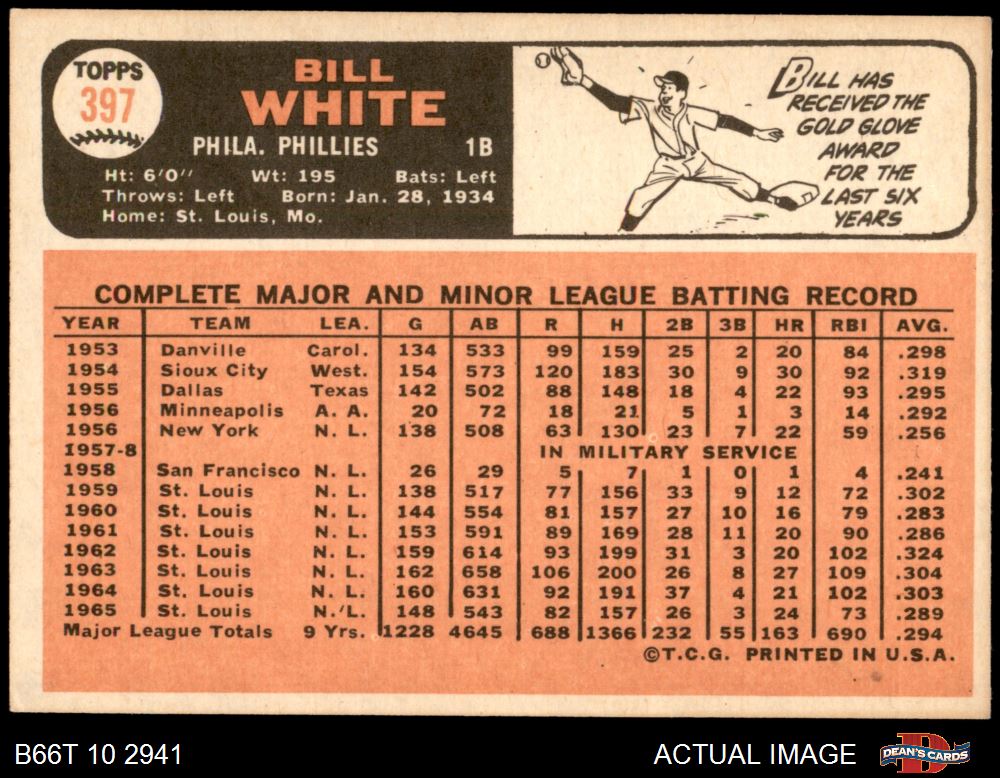 TOPPS
397
BILL
WHITE
PHILA. PHILLIES 1B
Ht: 6'0" Wt: 195 Bats: Left
Throws: Left Born: Jan. 28, 1934
Home: St. Louis, Mo.
BILL HAS
RECEIVED THE
GOLD GLOVE
AWARD
FOR THE
LAST SIX
YEARS
COMPLETE MAJOR AND MINOR LEAGUE BATTING RECORD
YEAR TEAM LEA. G AB R H 2B 3B HR RBI AVG.
1953 Danville Carol. 134 533 99 159 25 2 20 84 .298
1954 Sioux City West. 154 573 120 183 30 9 30 92 .319
1955 Dallas Texas 142 502 88 148 18 4 22 93 .295
1956 Minneapolis A. A. 20 72 18 21 5 1 3 14 .292
1956 New York N. L. 138 508 63 130 23 7 22 59 .256
1957-8 IN MILITARY SERVICE
1958 San Francisco N. L. 26 29 5 7 1 0 1 4 .241
1959 St. Louis N. L. 138 517 77 156 33 9 12 72 .302
1960 St. Louis N. L. 144 554 81 157 27 10 16 79 .283
1961 St. Louis N. L. 153 591 89 169 28 11 20 90 .286
1962 St. Louis N. L. 159 614 93 199 31 3 20 102 .324
1963 St. Louis N. L. 162 658 106 200 26 8 27 109 .304
1964 St. Louis N. L. 160 631 92 191 37 4 21 102 .303
1965 St. Louis N. L. 148 543 82 157 26 3 24 73 .289
Major League Totals 9 Yrs. 1228 4645 688 1366 232 55 163 690 .294
©T.C.G. PRINTED IN U.S.A.
B66T 10 2941 ACTUAL IMAGE DEAN'S CARDS